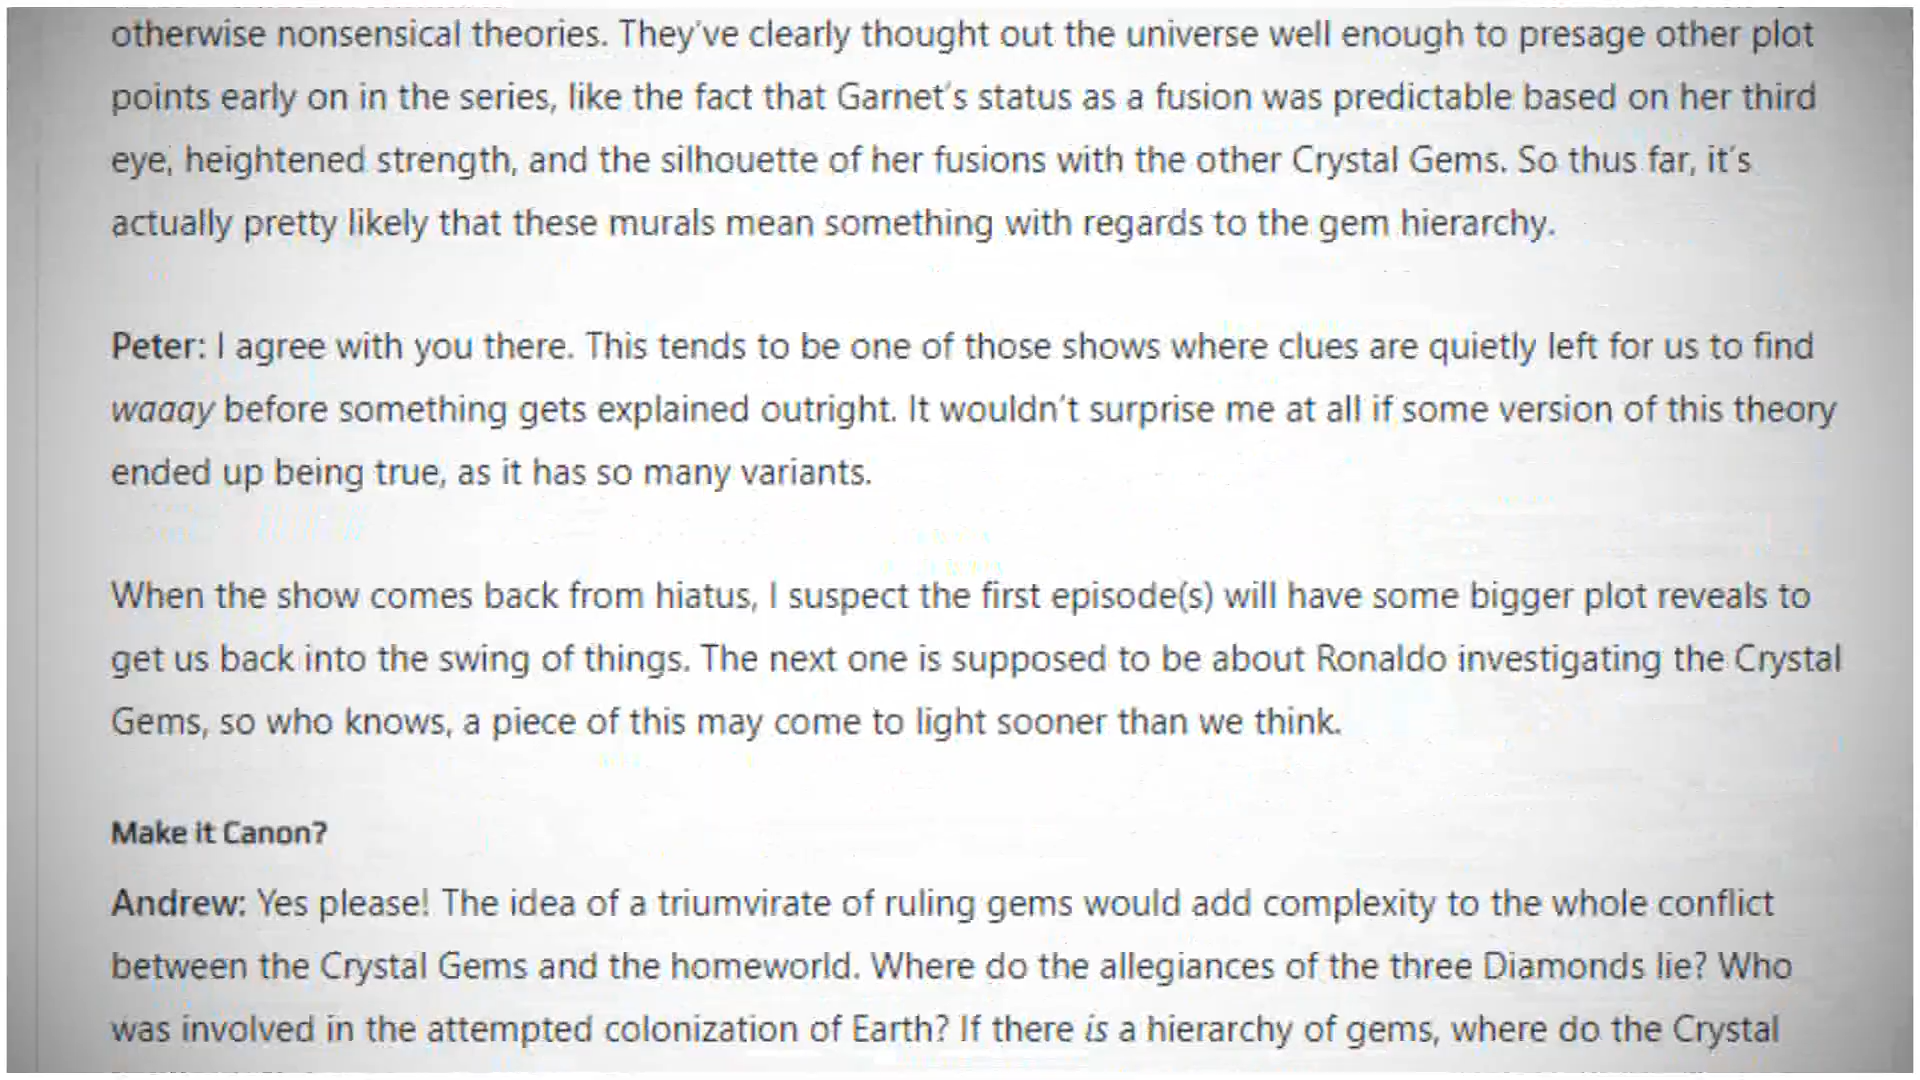 otherwise nonsensical theories. They've clearly thought out the universe well enough to presage other plot
points early on in the series, like the fact that Garnet's status as a fusion was predictable based on her third
eye, heightened strength, and the silhouette of her fusions with the other Crystal Gems. So thus far, it's
actually pretty likely that these murals mean something with regards to the gem hierarchy.
Peter: I agree with you there. This tends to be one of those shows where clues are quietly left for us to find
waaay before something gets explained outright. It wouldn't surprise me at all if some version of this theory
ended up being true, as it has so many variants.
When the show comes back from hiatus, I suspect the first episode(s) will have some bigger plot reveals to
get us back into the swing of things. The next one is supposed to be about Ronaldo investigating the Crystal
Gems, so who knows, a piece of this may come to light sooner than we think.
Make it Canon?
Andrew: Yes please! The idea of a triumvirate of ruling gems would add complexity to the whole conflict
between the Crystal Gems and the homeworld. Where do the allegiances of the three Diamonds lie? Who
was involved in the attempted colonization of Earth? If there is a hierarchy of gems, where do the Crystal